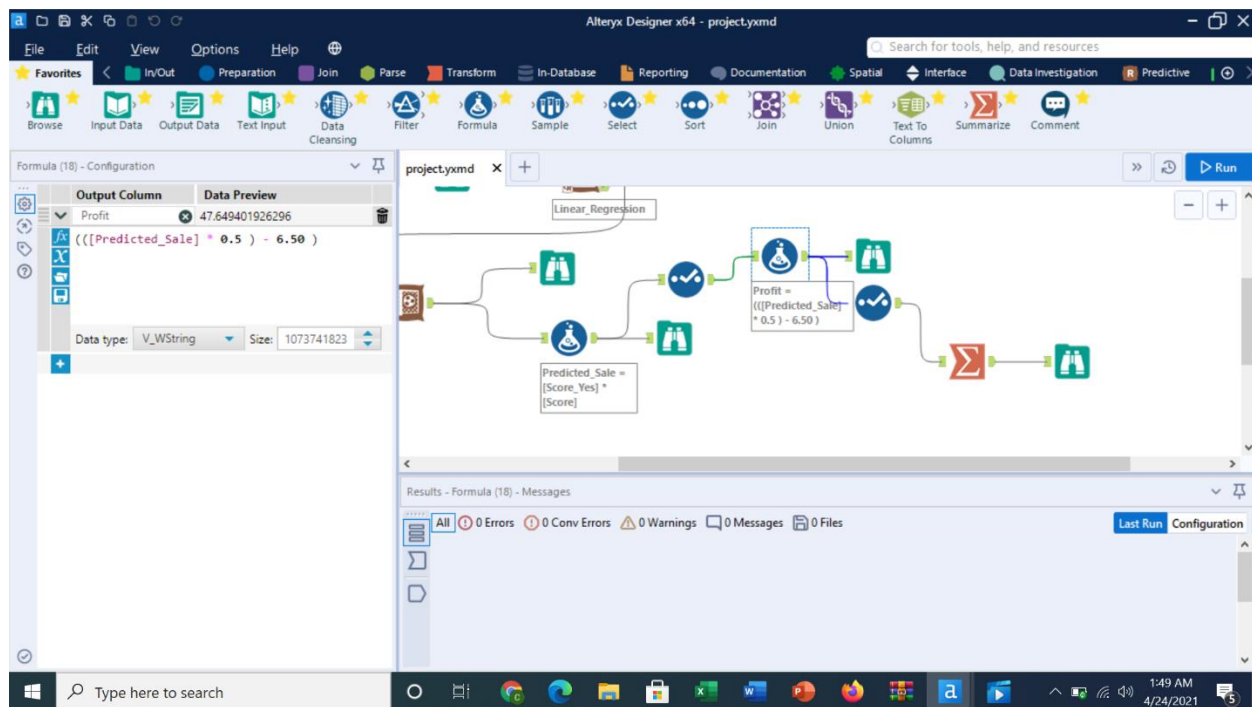 Alteryx Designer x64 - project.yxmd
File Edit View Options Help
Search for tools, help, and resources
Favorites In/Out Preparation Join Parse Transform In-Database Reporting Documentation Spatial Interface Data Investigation Predictive
Browse Input Data Output Data Text Input Data Cleansing Filter Formula Sample Select Sort Join Union Text To Columns Summarize Comment
Formula (18) - Configuration
Output Column Data Preview
Profit 47.649401926296
(([Predicted_Sale] * 0.5 ) - 6.50 )
Data type: V_WString Size: 1073741823
project.yxmd
Run
Linear_Regression
Profit =
(([Predicted_Sale]
* 0.5 ) - 6.50 )
Predicted_Sale =
[Score_Yes] *
[Score]
Results - Formula (18) - Messages
All 0 Errors 0 Conv Errors 0 Warnings 0 Messages 0 Files
Last Run Configuration
Type here to search
1:49 AM
4/24/2021
5